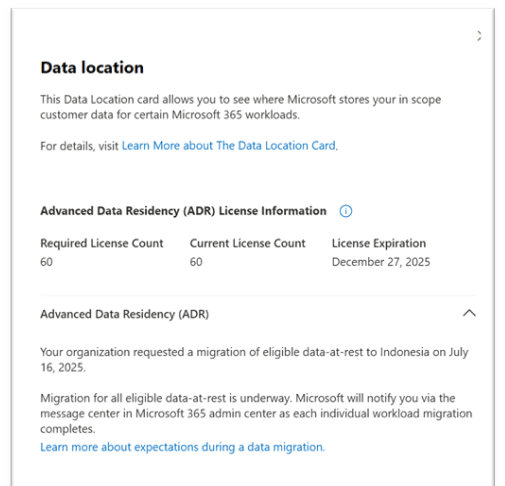 Data location
This Data Location card allows you to see where Microsoft stores your in scope
customer data for certain Microsoft 365 workloads.
For details, visit Learn More about The Data Location Card.
Advanced Data Residency (ADR) License Information
Required License Count Current License Count License Expiration
60 60 December 27, 2025
Advanced Data Residency (ADR)
Your organization requested a migration of eligible data-at-rest to Indonesia on July
16, 2025.
Migration for all eligible data-at-rest is underway. Microsoft will notify you via the
message center in Microsoft 365 admin center as each individual workload migration
completes.
Learn more about expectations during a data migration.